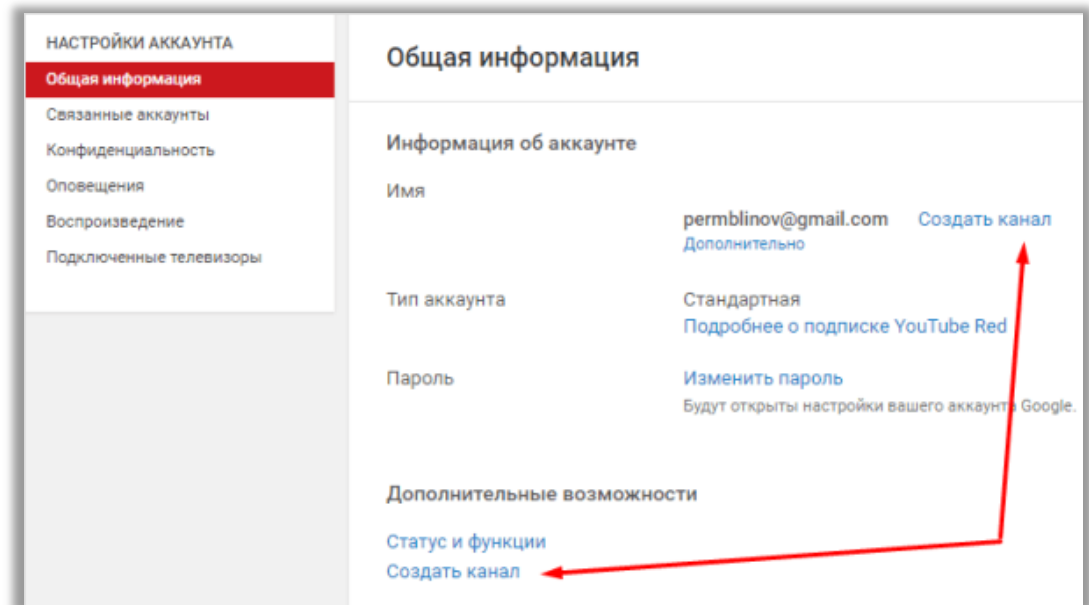 НАСТРОЙКИ АККАУНТА
Общая информация
Связанные аккаунты
Конфиденциальность
Оповещения
Воспроизведение
Подключенные телевизоры
Общая информация
Информация об аккаунте
Имя
permblinov@gmail.com Создать канал
Дополнительно
Тип аккаунта Стандартная
Подробнее о подписке YouTube Red
Пароль Изменить пароль
Будут открыты настройки вашего аккаунта Google.
Дополнительные возможности
Статус и функции
Создать канал